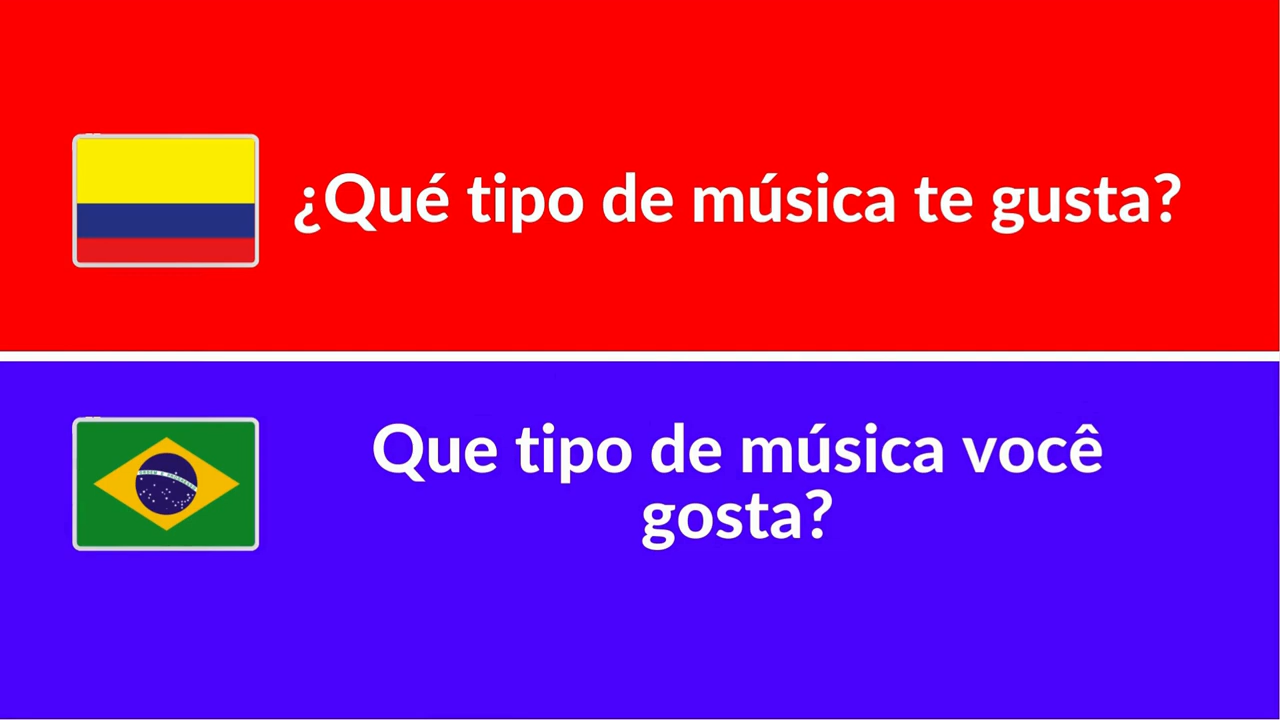 ¿Qué tipo de música te gusta?
Que tipo de música você
gosta?